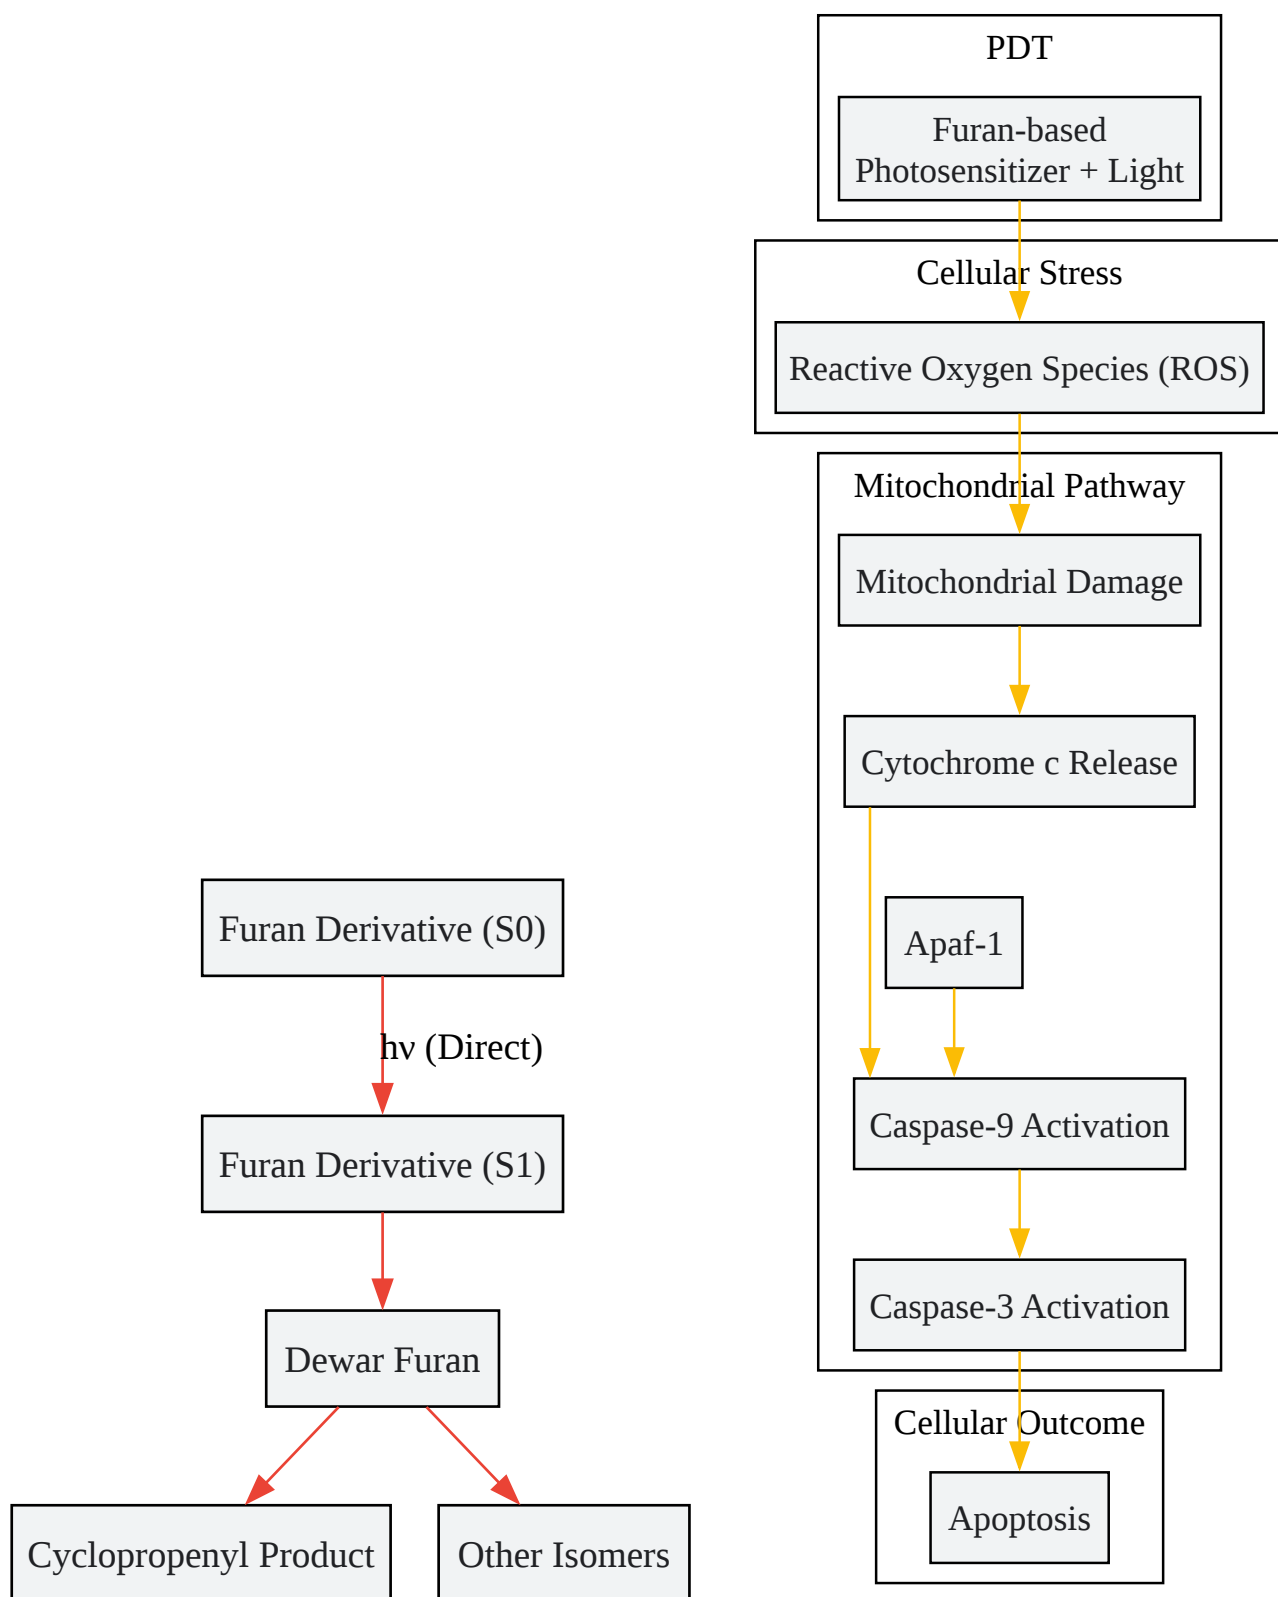 PDT
Furan-based
Photosensitizer + Light
Cellular Stress
Reactive Oxygen Species (ROS)
Mitochondrial Pathway
Mitochondrial Damage
Cytochrome c Release
Apaf-1
Caspase-9 Activation
Caspase-3 Activation
Cellular Outcome
Apoptosis
Furan Derivative (S0)
hν (Direct)
Furan Derivative (S1)
Dewar Furan
Cyclopropenyl Product
Other Isomers